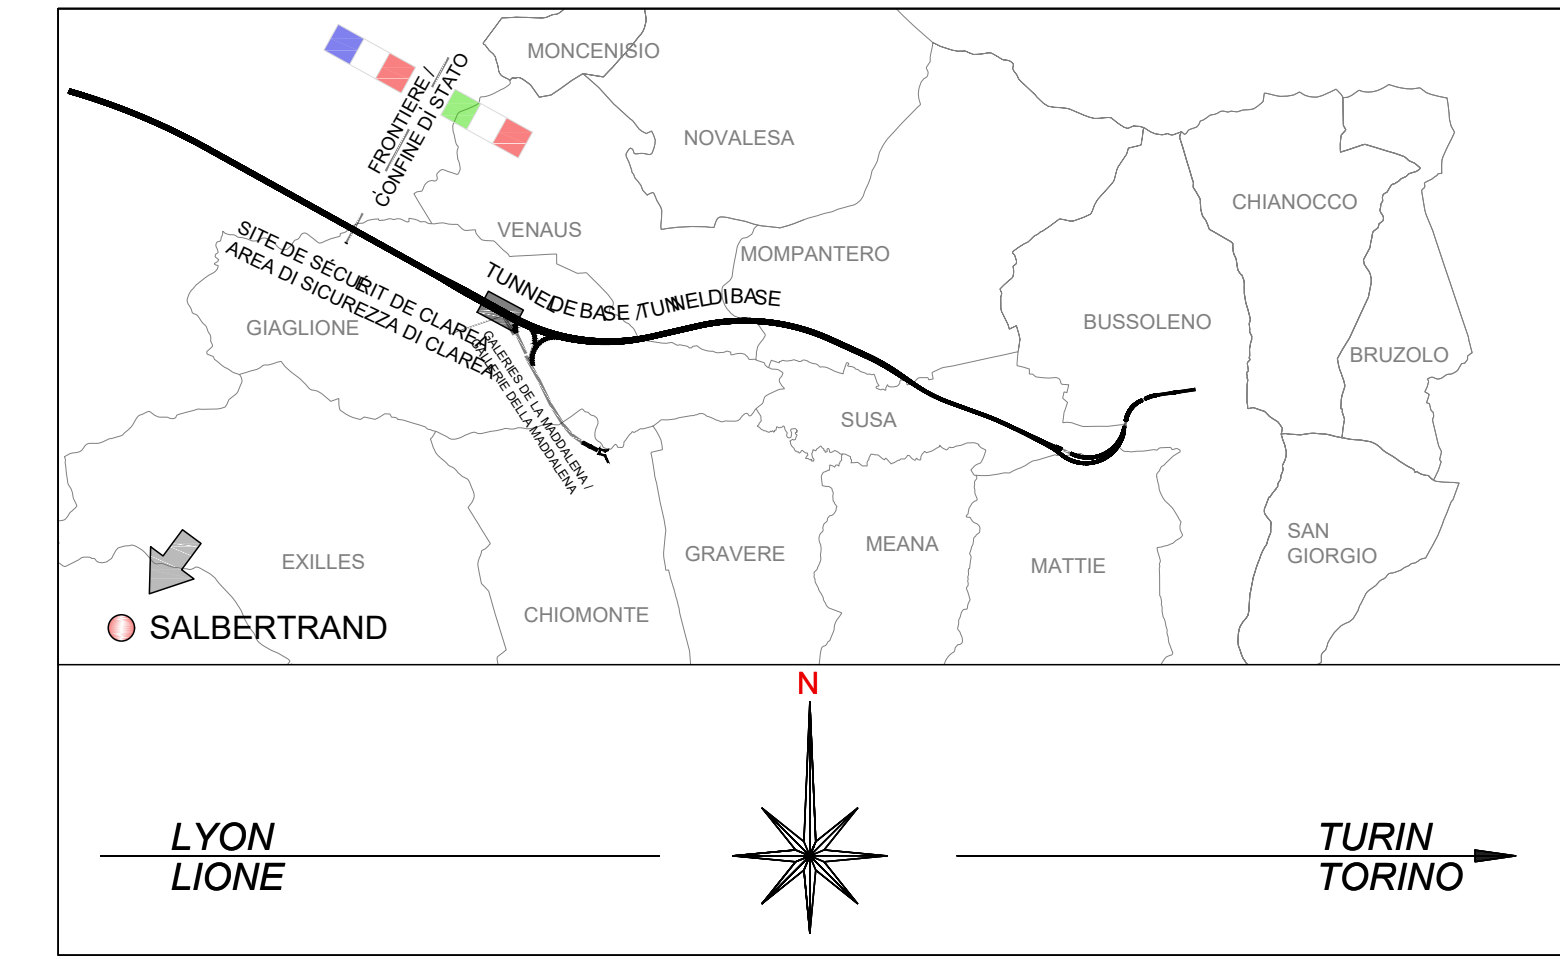 MONCENISIO
FRONTIERE /
CONFINE DI STATO
NOVALESA
CHIANOCCO
VENAUS
MOMPANTERO
SITE DE SÉCURIT DE CLAREA
AREA DI SICUREZZA DI CLAREA
TUNNEL DE BASE / TUNNEL DI BASE
GIAGLIONE
BUSSOLENO
BRUZOLO
GALERIES DE LA MADDALENA /
GALLERIE DELLA MADDALENA
SUSA
EXILLES
GRAVERE
MEANA
MATTIE
SAN
GIORGIO
CHIOMONTE
SALBERTRAND
N
LYON
LIONE
TURIN
TORINO